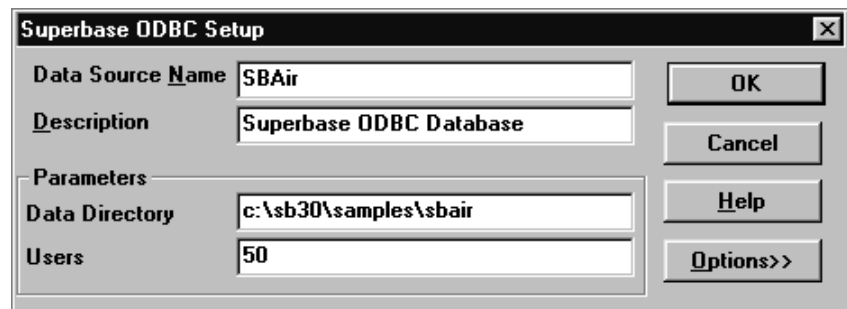 Superbase ODBC Setup
Data Source Name SBAir
OK
Description Superbase ODBC Database
Cancel
Parameters
Data Directory c:\sb30\samples\sbair
Help
Users 50
Options>>